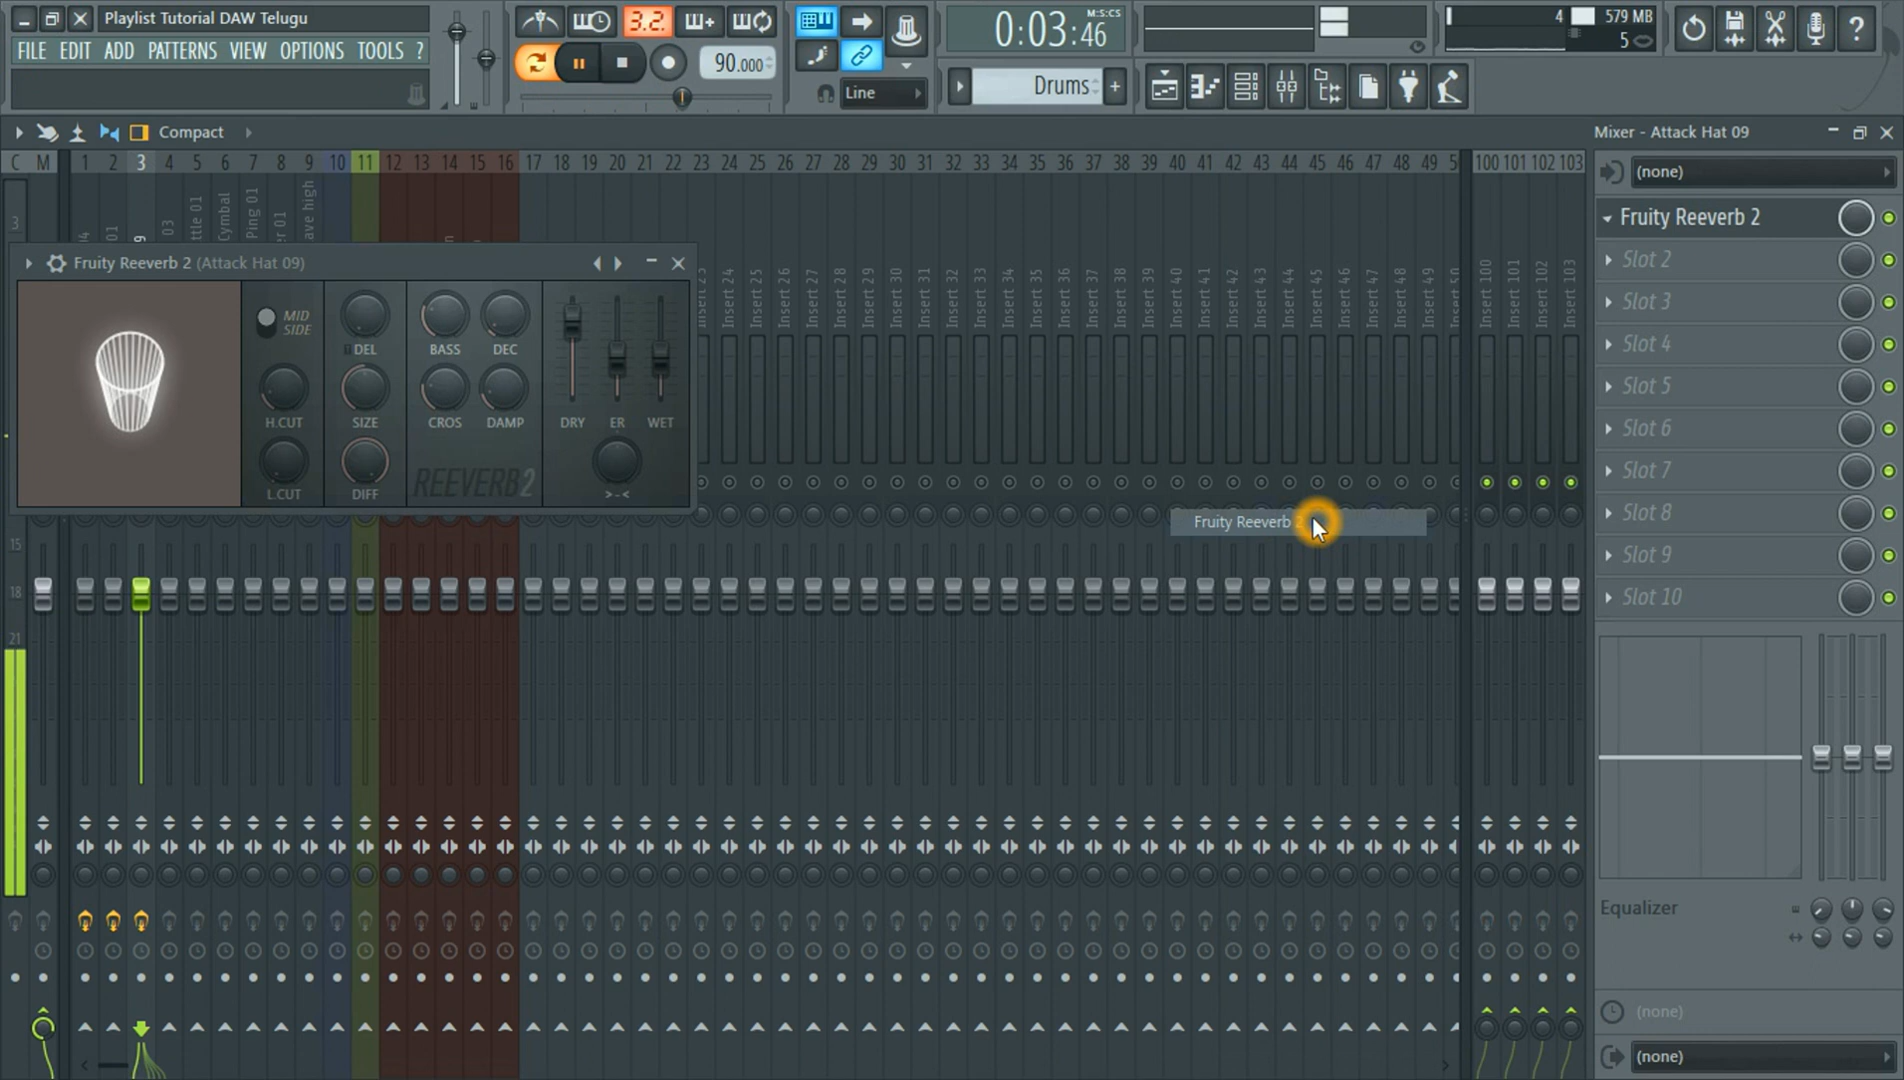 Playlist Tutorial DAW Telugu
FILE EDIT ADD PATTERNS VIEW OPTIONS TOOLS ?
3.2.
90.000
Line
0:03:46
M:S:CS
Drums
4
579 MB
5
?
Compact
Mixer - Attack Hat 09
C M 1 2 3 4 5 6 7 8 9 10 11 12 13 14 15 16 17 18 19 20 21 22 23 24 25 26 27 28 29 30 31 32 33 34 35 36 37 38 39 40 41 42 43 44 45 46 47 48 49 100 101 102 103
(none)
Fruity Reeverb 2
Slot 2
Slot 3
Slot 4
Slot 5
Slot 6
Slot 7
Slot 8
Slot 9
Slot 10
3
Cymbal
Ping 01
Insert 24
Insert 25
Insert 26
Insert 27
Insert 28
Insert 29
Insert 30
Insert 31
Insert 32
Insert 33
Insert 34
Insert 35
Insert 36
Insert 37
Insert 38
Insert 39
Insert 40
Insert 41
Insert 42
Insert 43
Insert 44
Insert 45
Insert 46
Insert 47
Insert 48
Insert 49
Insert 100
Insert 101
Insert 102
Insert 103
Fruity Reeverb 2 (Attack Hat 09)
MID
SIDE
DEL
BASS
DEC
H.CUT
SIZE
CROS
DAMP
DRY
ER
WET
L.CUT
DIFF
REEVERB2
>-<
Fruity Reeverb
15
18
21
Equalizer
(none)
(none)